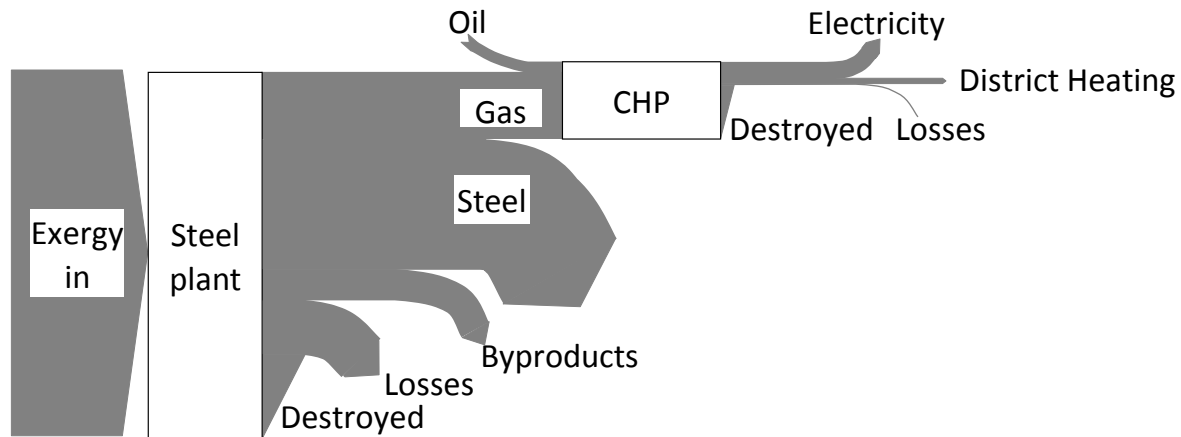 Oil
Electricity
District Heating
Gas
CHP
Destroyed
Losses
Steel
Exergy
in
Steel
plant
Byproducts
Losses
Destroyed